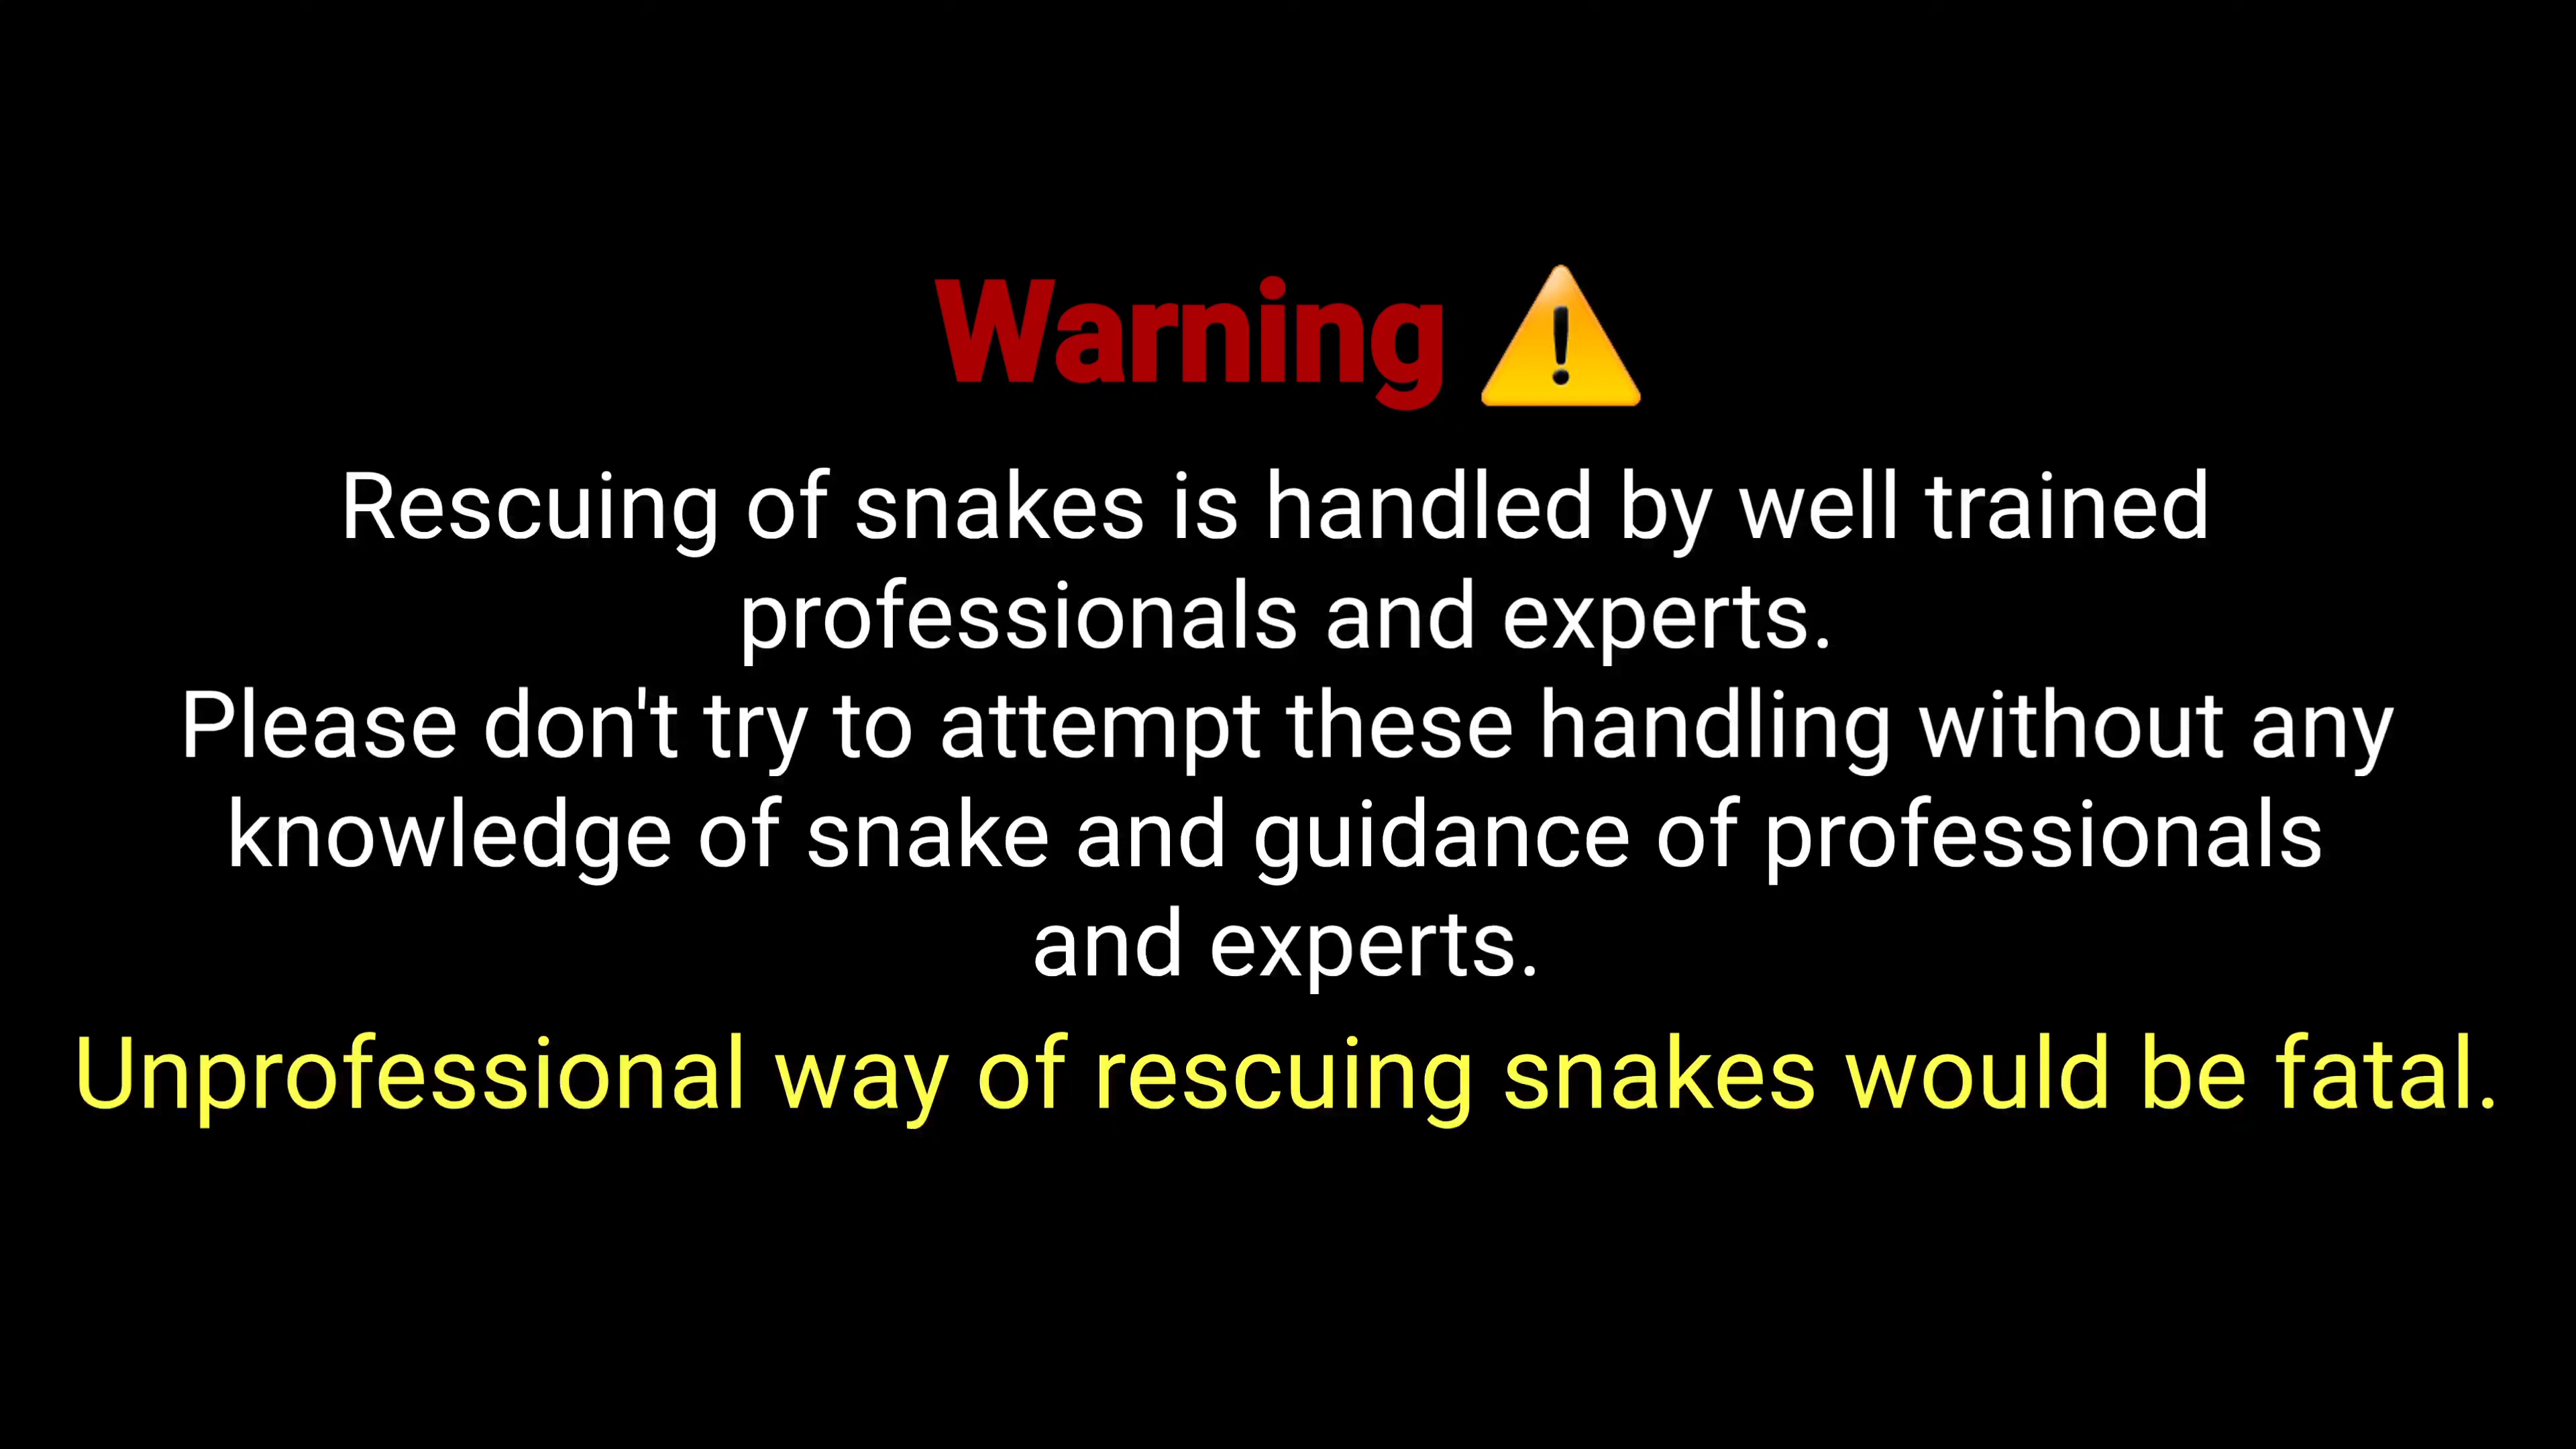 Warning ⚠️
Rescuing of snakes is handled by well trained
professionals and experts.
Please don't try to attempt these handling without any
knowledge of snake and guidance of professionals
and experts.
Unprofessional way of rescuing snakes would be fatal.